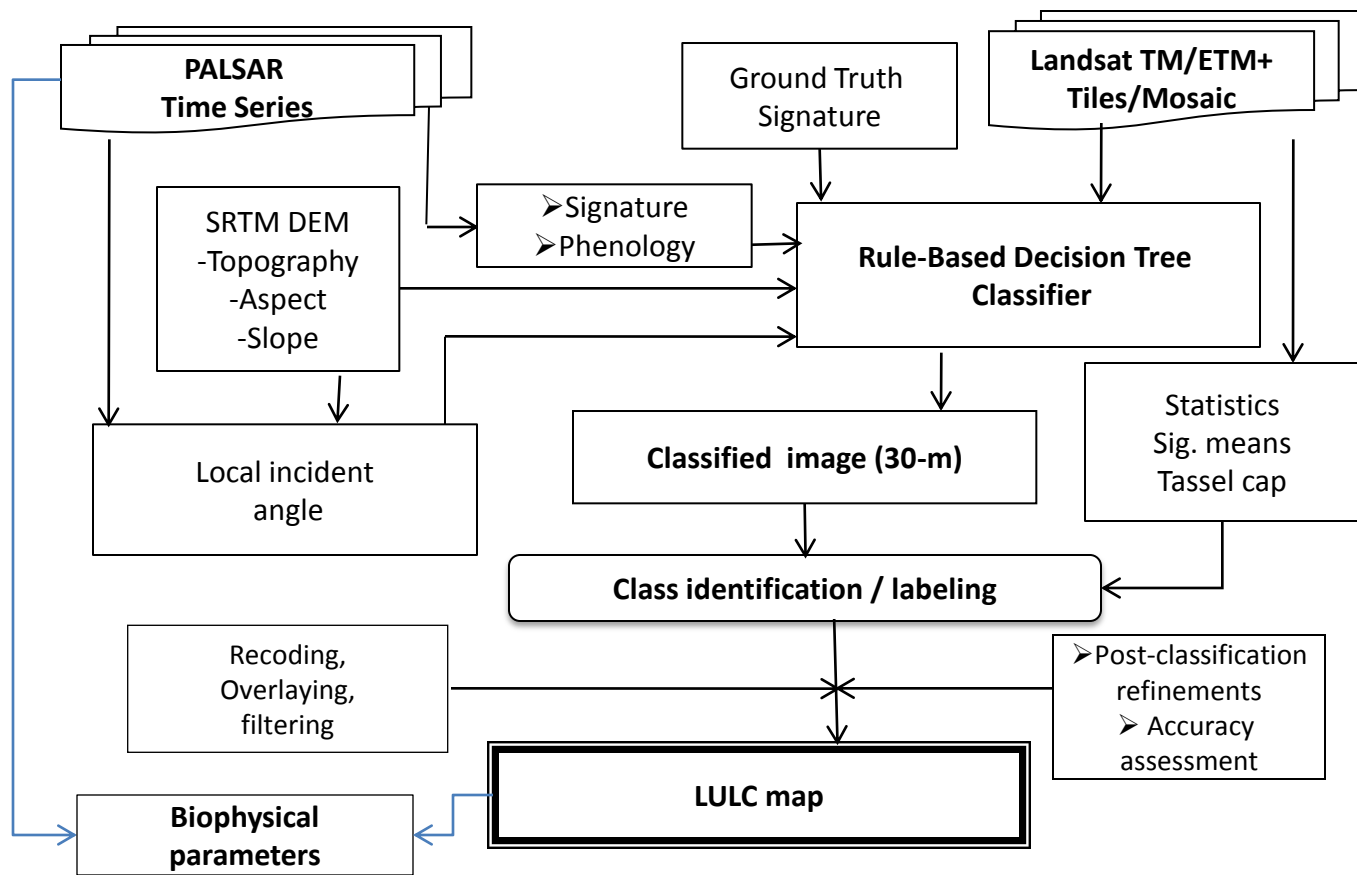 PALSAR
Time Series
Ground Truth
Signature
Landsat TM/ETM+
Tiles/Mosaic
SRTM DEM
-Topography
-Aspect
-Slope
➢Signature
➢Phenology
Rule-Based Decision Tree
Classifier
Local incident
angle
Classified image (30-m)
Statistics
Sig. means
Tassel cap
Class identification / labeling
Recoding,
Overlaying,
filtering
➢Post-classification
refinements
➢ Accuracy
assessment
LULC map
Biophysical
parameters